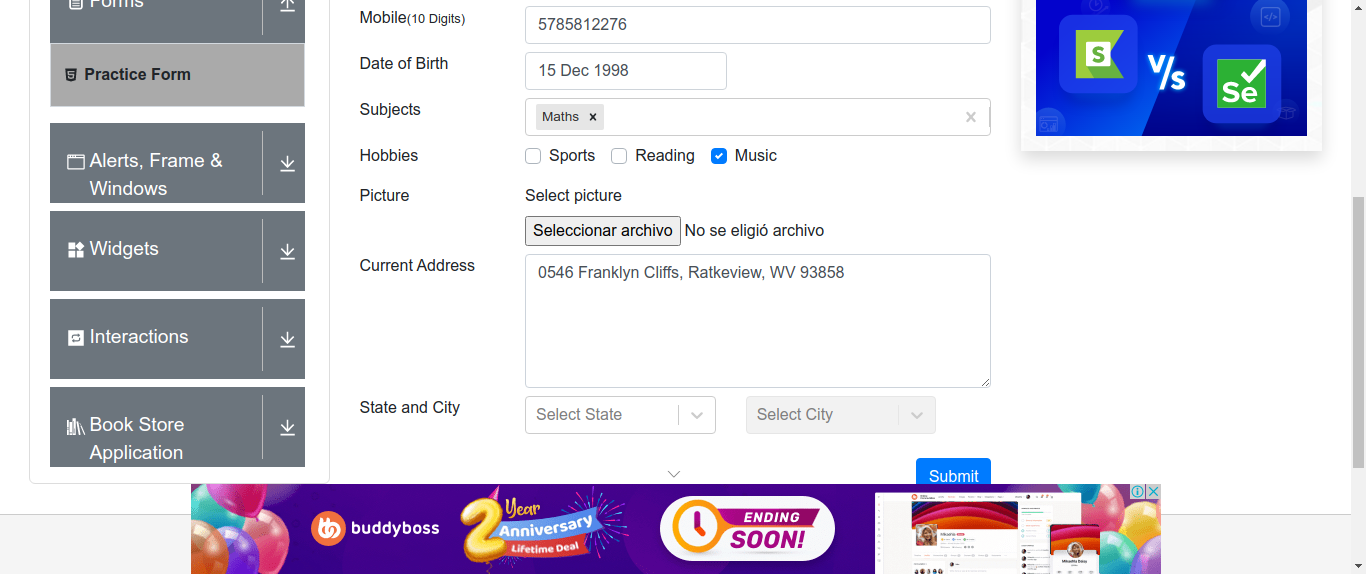 Forms
Practice Form
Alerts, Frame &
Windows
Widgets
Interactions
Book Store
Application
Mobile(10 Digits)
5785812276
Date of Birth
15 Dec 1998
Subjects
Maths ×
Hobbies
Sports
Reading
Music
Picture
Select picture
Seleccionar archivo No se eligió archivo
Current Address
0546 Franklyn Cliffs, Ratkeview, WV 93858
State and City
Select State
Select City
Submit
S
V/S
Se
buddyboss
2 Year
Anniversary
Lifetime Deal
ENDING
SOON!